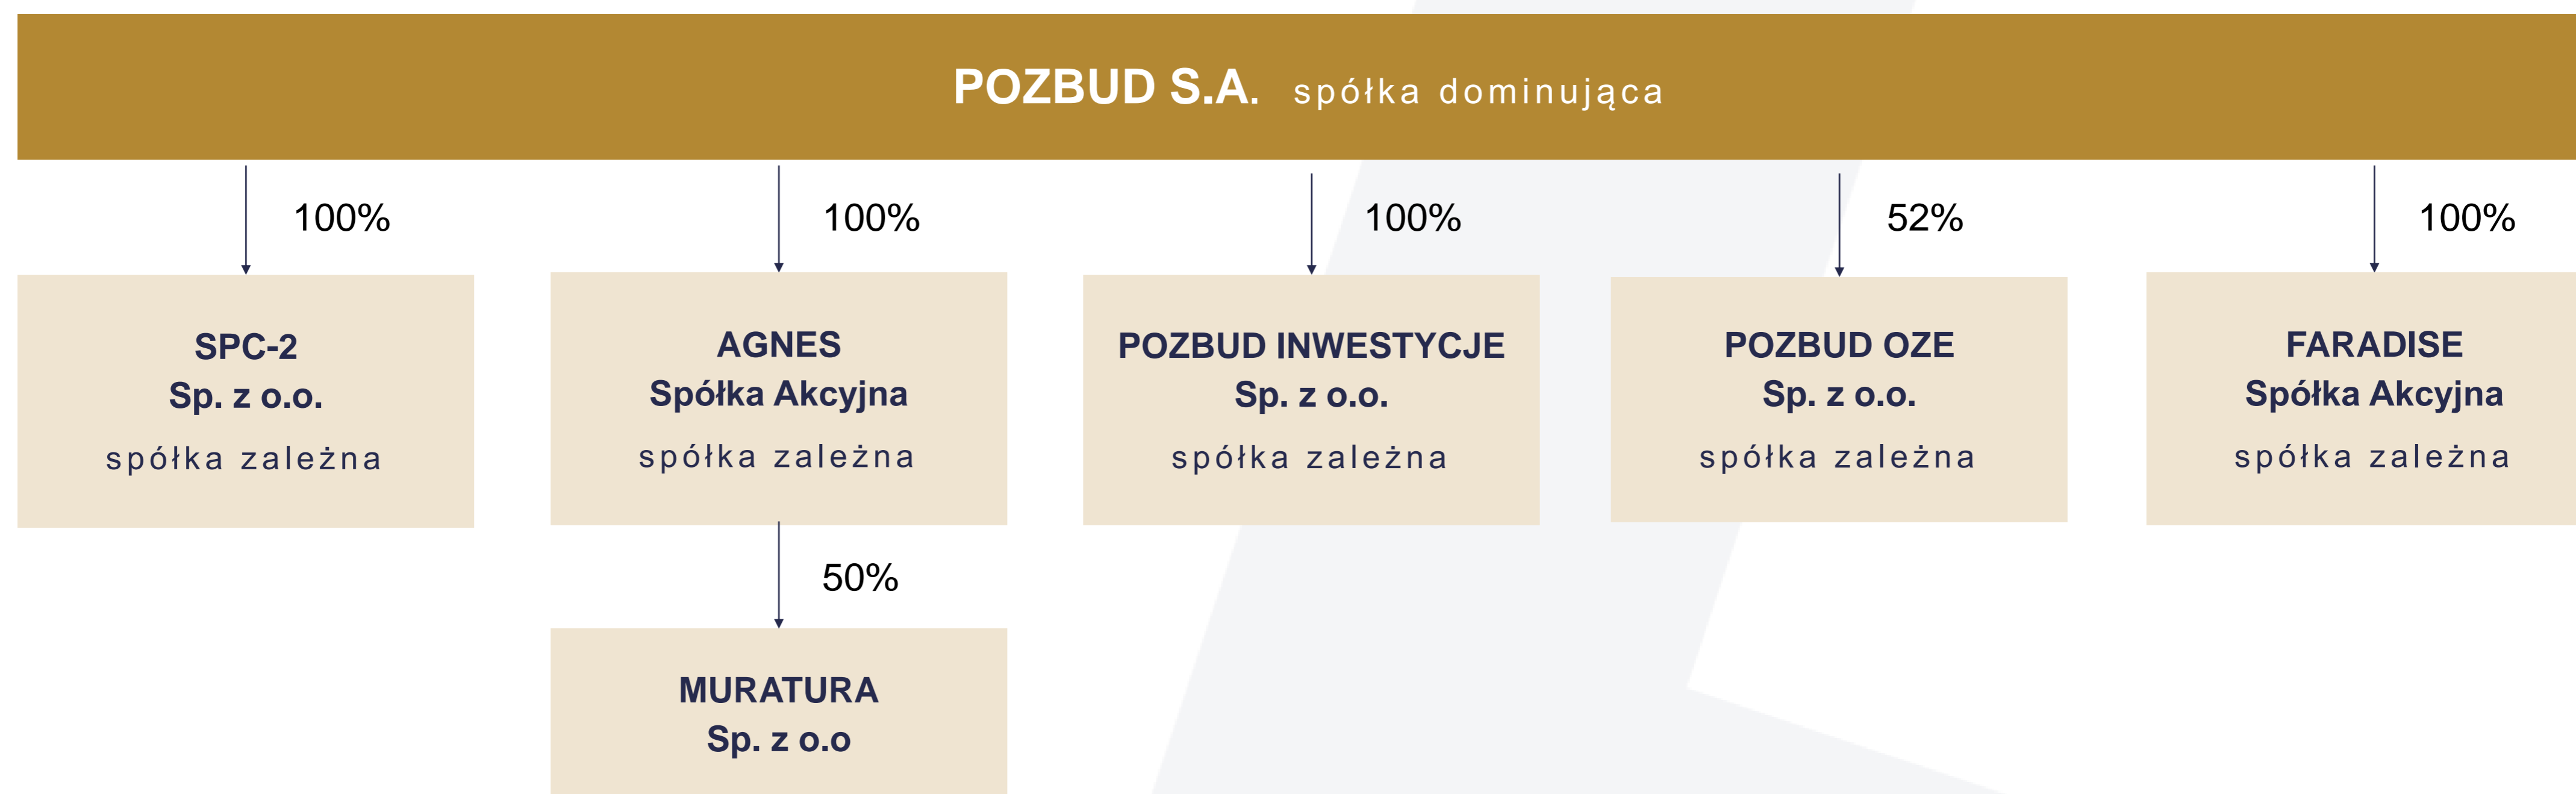 POZBUD S.A. spółka dominująca
100%
100%
100%
52%
100%
SPC-2
Sp. z o.o.
spółka zależna
AGNES
Spółka Akcyjna
spółka zależna
POZBUD INWESTYCJE
Sp. z o.o.
spółka zależna
POZBUD OZE
Sp. z o.o.
spółka zależna
FARADISE
Spółka Akcyjna
spółka zależna
50%
MURATURA
Sp. z o.o